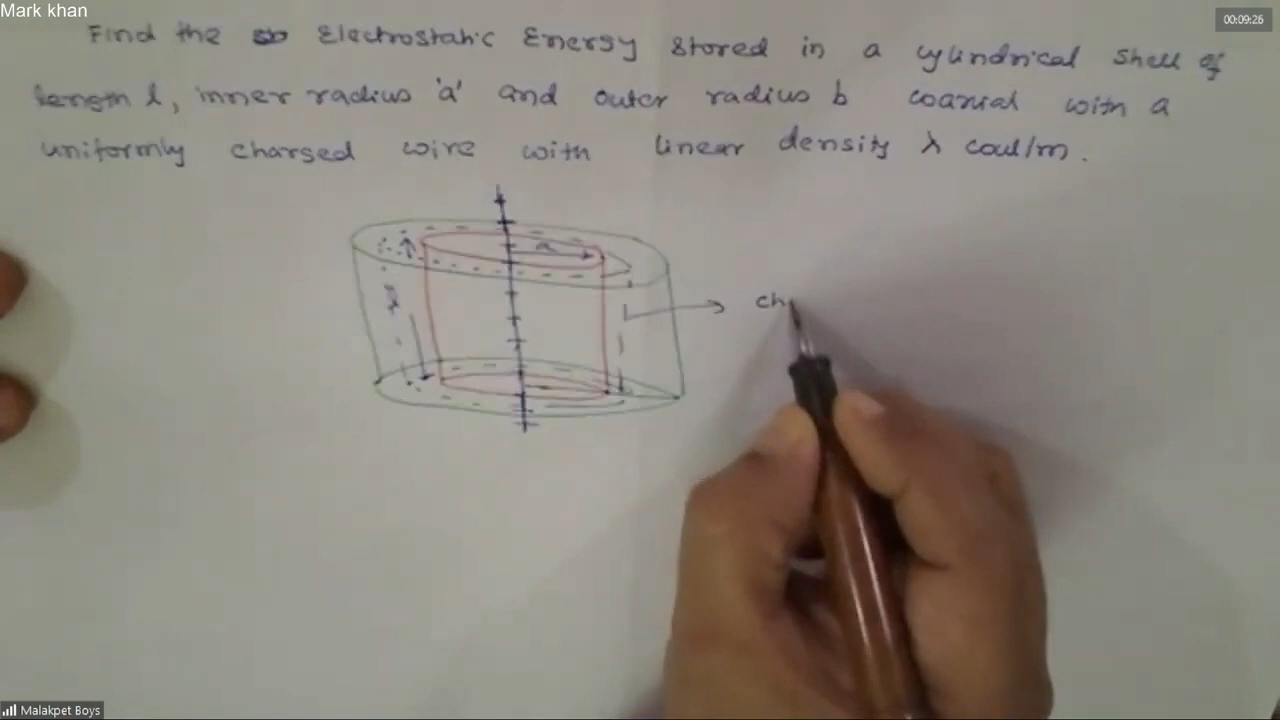 Mark khan
00:09:26
Find the Electrostatic Energy stored in a cylindrical shell of
length l, inner radius 'a' and outer radius b coaxial with a
uniformly charged wire with linear density λ coul/m.
a
l
ch
Malakpet Boys